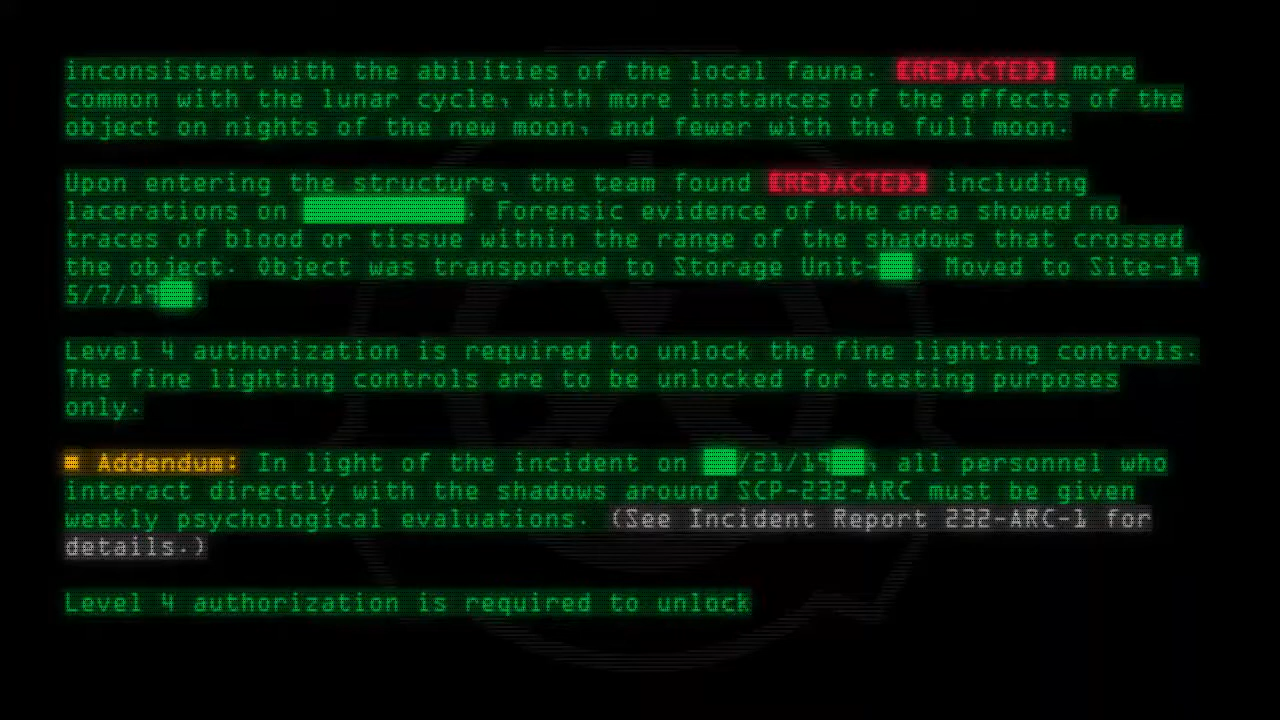 inconsistent with the abilities of the local fauna. [REDACTED] more
common with the lunar cycle, with more instances of the effects of the
object on nights of the new moon, and fewer with the full moon.
Upon entering the structure, the team found [REDACTED] including
lacerations on ██████████. Forensic evidence of the area showed no
traces of blood or tissue within the range of the shadows that crossed
the object. Object was transported to Storage Unit-██. Moved to Site-19
5/7/19██.
Level 4 authorization is required to unlock the fine lighting controls.
The fine lighting controls are to be unlocked for testing purposes
only.
■ Addendum: In light of the incident on ██/21/19██, all personnel who
interact directly with the shadows around SCP-232-ARC must be given
weekly psychological evaluations. (See Incident Report 232-ARC-1 for
details.)
Level 4 authorization is required to unlock